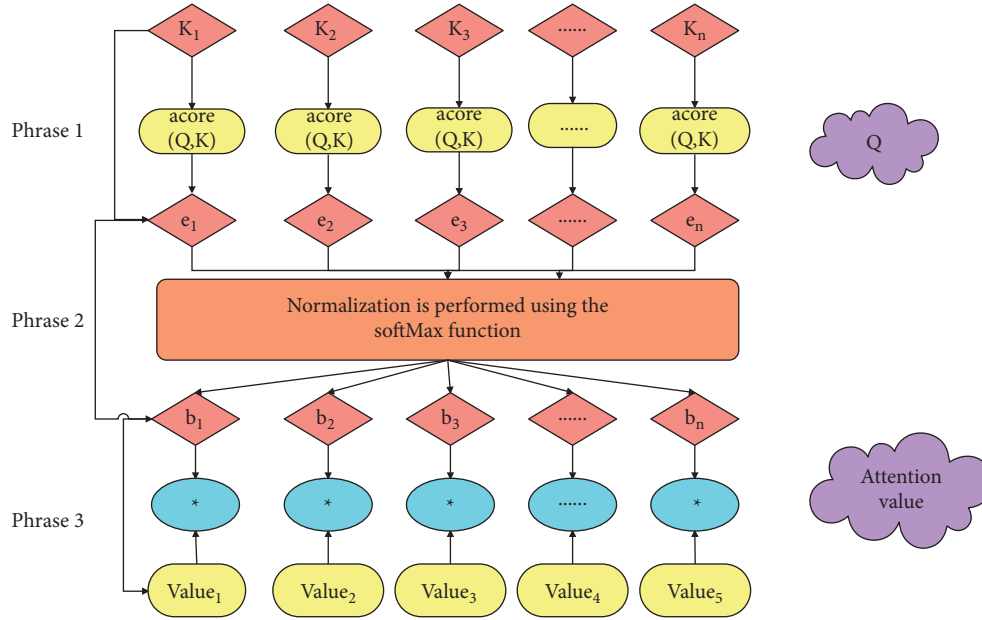 K₁ K₂ K₃ ...... Kₙ
Phrase 1
acore (Q,K)
acore (Q,K)
acore (Q,K)
......
acore (Q,K)
Q
e₁ e₂ e₃ ...... eₙ
Phrase 2
Normalization is performed using the
softMax function
b₁ b₂ b₃ ...... bₙ
Phrase 3
* * * ...... *
Attention
value
Value₁ Value₂ Value₃ Value₄ Value₅